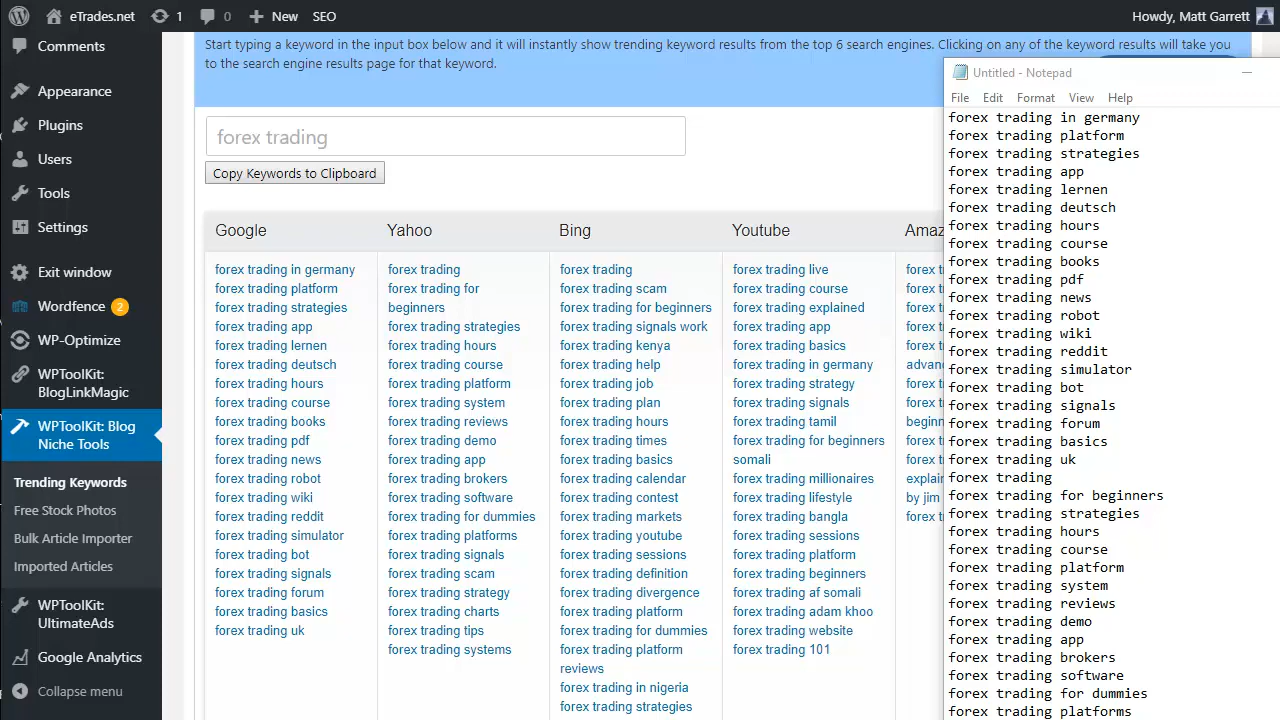 eTrades.net 1 0 New SEO Howdy, Matt Garrett
Comments
Appearance
Plugins
Users
Tools
Settings
Exit window
Wordfence 2
WP-Optimize
WPToolKit:
BlogLinkMagic
WPToolKit: Blog
Niche Tools
Trending Keywords
Free Stock Photos
Bulk Article Importer
Imported Articles
WPToolKit:
UltimateAds
Google Analytics
Collapse menu
Start typing a keyword in the input box below and it will instantly show trending keyword results from the top 6 search engines. Clicking on any of the keyword results will take you
to the search engine results page for that keyword.
forex trading
Copy Keywords to Clipboard
Google
forex trading in germany
forex trading platform
forex trading strategies
forex trading app
forex trading lernen
forex trading deutsch
forex trading hours
forex trading course
forex trading books
forex trading pdf
forex trading news
forex trading robot
forex trading wiki
forex trading reddit
forex trading simulator
forex trading bot
forex trading signals
forex trading forum
forex trading basics
forex trading uk
Yahoo
forex trading
forex trading for
beginners
forex trading strategies
forex trading hours
forex trading course
forex trading platform
forex trading system
forex trading reviews
forex trading demo
forex trading app
forex trading brokers
forex trading software
forex trading for dummies
forex trading platforms
forex trading signals
forex trading scam
forex trading strategy
forex trading charts
forex trading tips
forex trading systems
Bing
forex trading
forex trading scam
forex trading for beginners
forex trading signals work
forex trading kenya
forex trading help
forex trading job
forex trading plan
forex trading hours
forex trading times
forex trading basics
forex trading calendar
forex trading contest
forex trading markets
forex trading youtube
forex trading sessions
forex trading definition
forex trading divergence
forex trading platform
forex trading for dummies
forex trading platform
reviews
forex trading in nigeria
forex trading strategies
Youtube
forex trading live
forex trading course
forex trading explained
forex trading app
forex trading basics
forex trading in germany
forex trading strategy
forex trading signals
forex trading tamil
forex trading for beginners
somali
forex trading millionaires
forex trading lifestyle
forex trading bangla
forex trading sessions
forex trading platform
forex trading beginners
forex trading af somali
forex trading adam khoo
forex trading website
forex trading 101
Amaz
forex t
forex t
forex t
forex t
forex t
advan
forex t
forex t
beginn
forex t
forex t
explai
by jim
forex t
Untitled - Notepad
File Edit Format View Help
forex trading in germany
forex trading platform
forex trading strategies
forex trading app
forex trading lernen
forex trading deutsch
forex trading hours
forex trading course
forex trading books
forex trading pdf
forex trading news
forex trading robot
forex trading wiki
forex trading reddit
forex trading simulator
forex trading bot
forex trading signals
forex trading forum
forex trading basics
forex trading uk
forex trading
forex trading for beginners
forex trading strategies
forex trading hours
forex trading course
forex trading platform
forex trading system
forex trading reviews
forex trading demo
forex trading app
forex trading brokers
forex trading software
forex trading for dummies
forex trading platforms